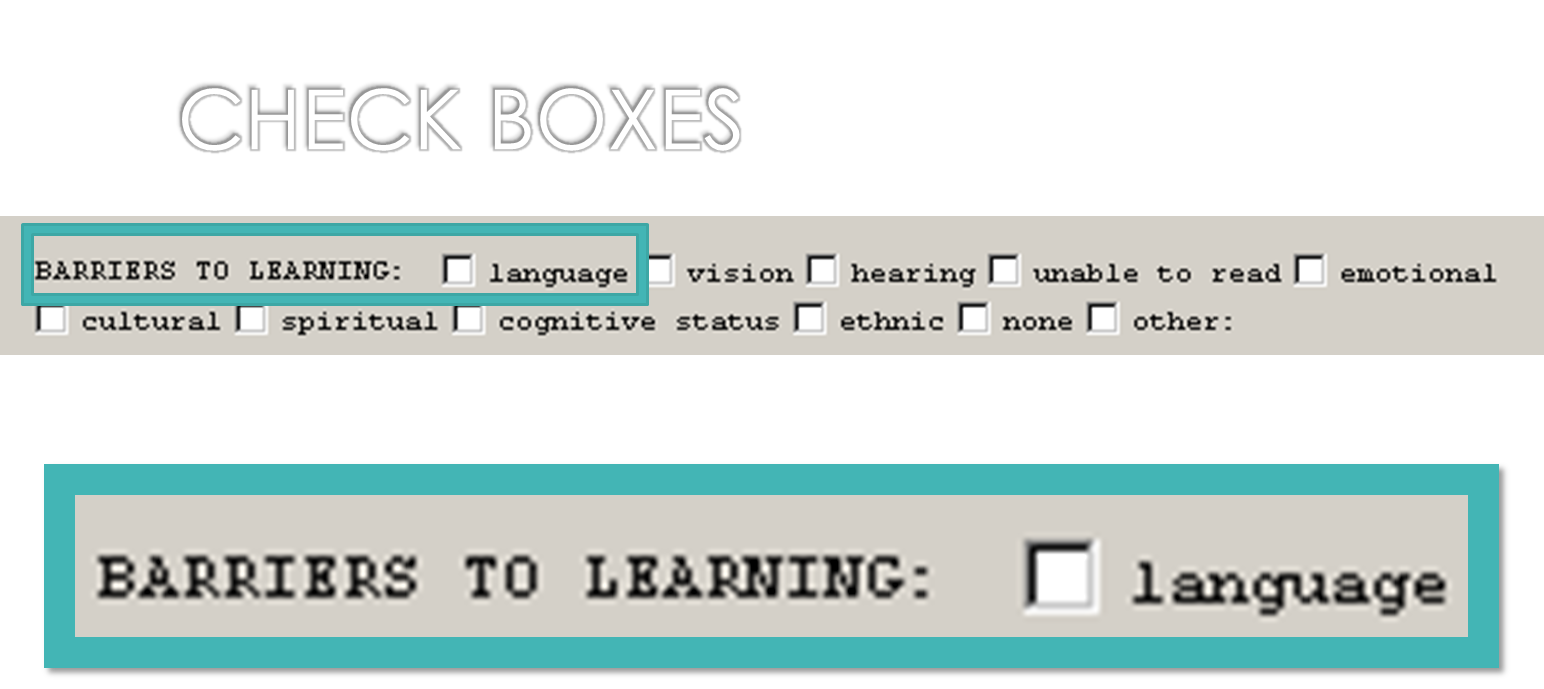 CHECK BOXES
BARRIERS TO LEARNING: language vision hearing unable to read emotional
cultural spiritual cognitive status ethnic none other:
BARRIERS TO LEARNING: language